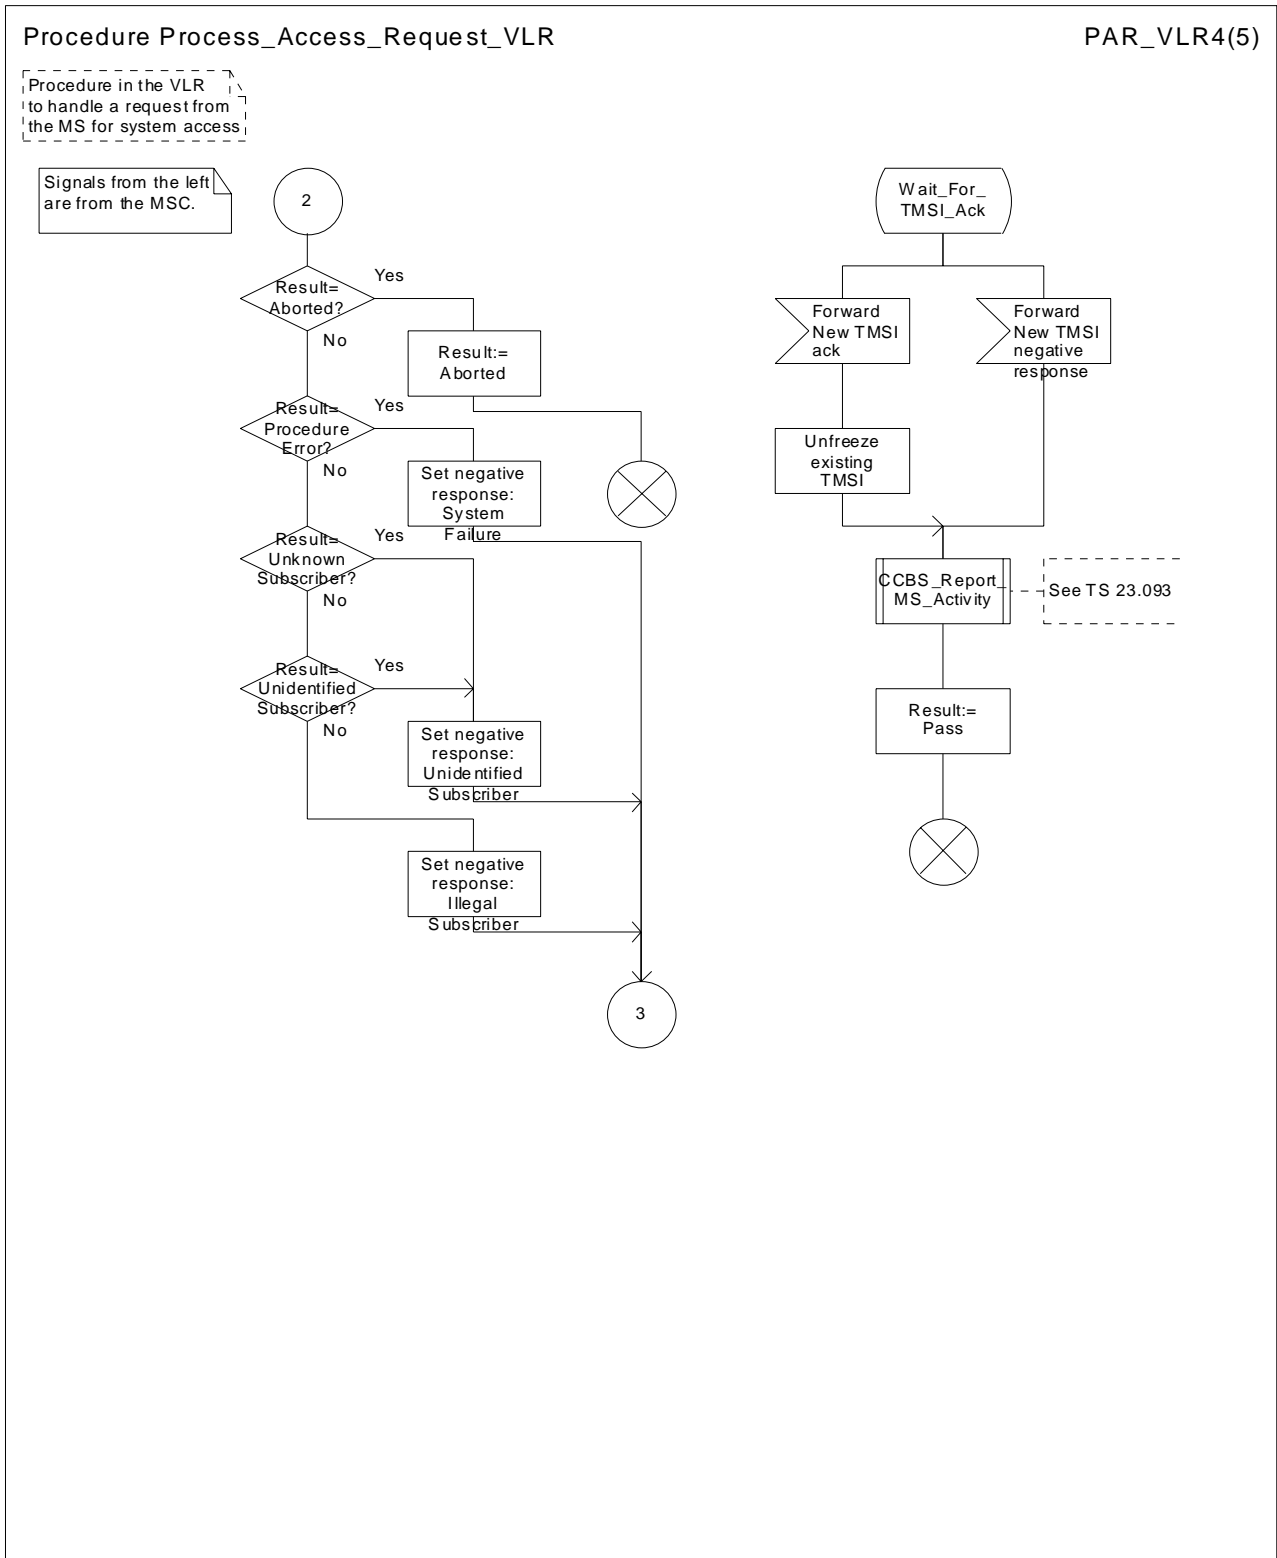 Procedure Process_Access_Request_VLR
PAR_VLR4(5)
Procedure in the VLR
to handle a request from
the MS for system access
Signals from the left
are from the MSC.
2
Result=
Aborted?
Yes
No
Result:=
Aborted
Result=
Procedure
Error?
Yes
No
Set negative
response:
System
Failure
Result=
Unknown
Subscriber?
Yes
No
Result=
Unidentified
Subscriber?
Yes
No
Set negative
response:
Unidentified
Subscriber
Set negative
response:
Illegal
Subscriber
3
Wait_For_
TMSI_Ack
Forward
New TMSI
ack
Forward
New TMSI
negative
response
Unfreeze
existing
TMSI
CCBS_Report_
MS_Activity
See TS 23.093
Result:=
Pass